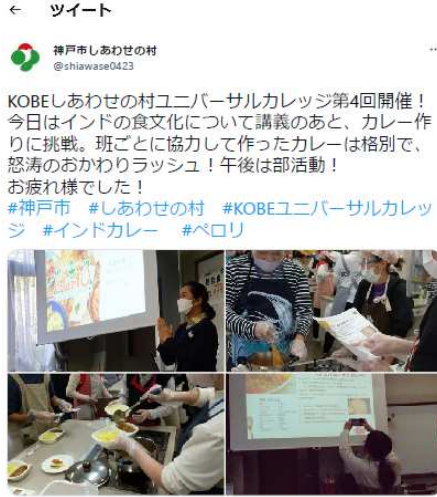 ← ツイート
神戸市しあわせの村
@shiawase0423
KOBEしあわせの村ユニバーサルカレッジ第4回開催！
今日はインドの食文化について講義のあと、カレー作
りに挑戦。班ごとに協力して作ったカレーは格別で、
怒涛のおかわりラッシュ！午後は部活動！
お疲れ様でした！
#神戸市 #しあわせの村 #KOBEユニバーサルカレッ
ジ #インドカレー #ペロリ